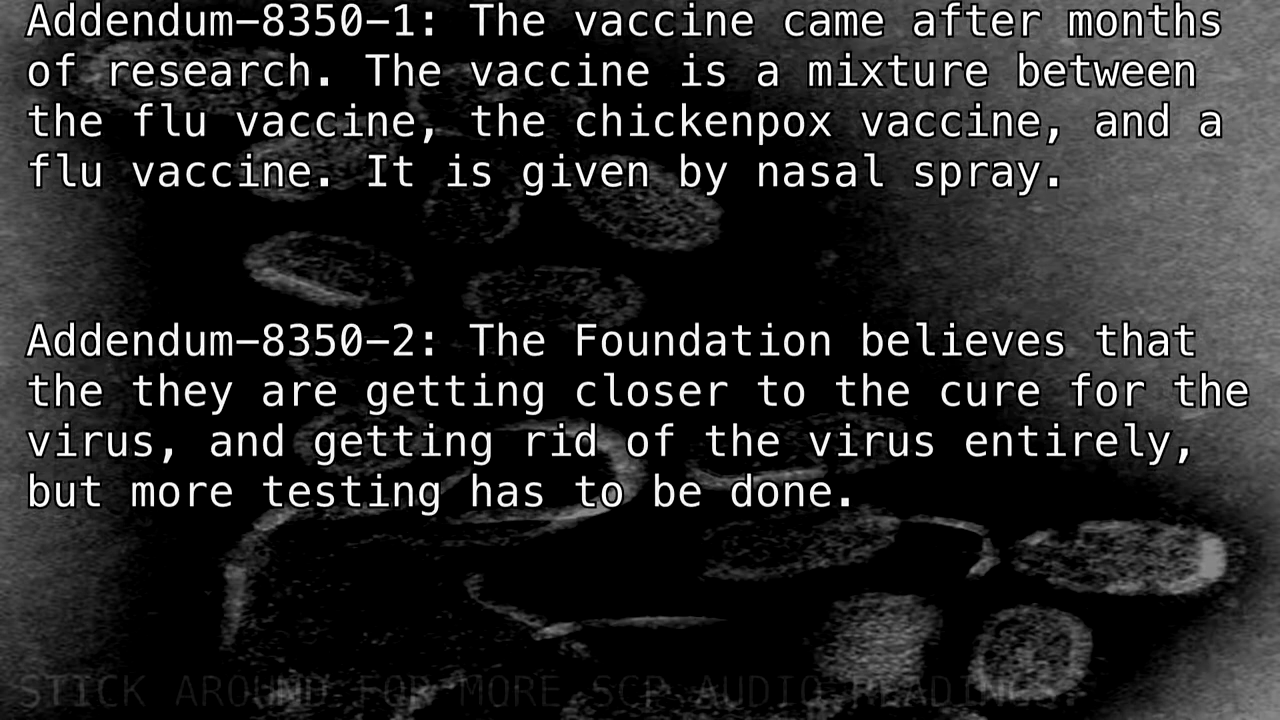 Addendum-8350-1: The vaccine came after months
of research. The vaccine is a mixture between
the flu vaccine, the chickenpox vaccine, and a
flu vaccine. It is given by nasal spray.
Addendum-8350-2: The Foundation believes that
the they are getting closer to the cure for the
virus, and getting rid of the virus entirely,
but more testing has to be done.
STICK AROUND FOR MORE SCP AUDIO READINGS.